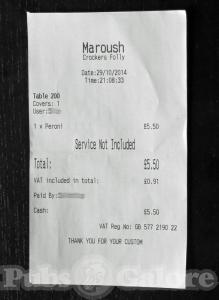 Maroush
Crockers Folly
Date:29/10/2014
Time:21:08:33
Table 200
Covers: 1
User:
1 x Peroni £5.50
Service Not Included
Total: £5.50
VAT included in total: £0.91
Paid By:
Cash: £5.50
VAT Reg No: GB 577 2190 22
THANK YOU FOR YOUR CUSTOM
Pubs Galore